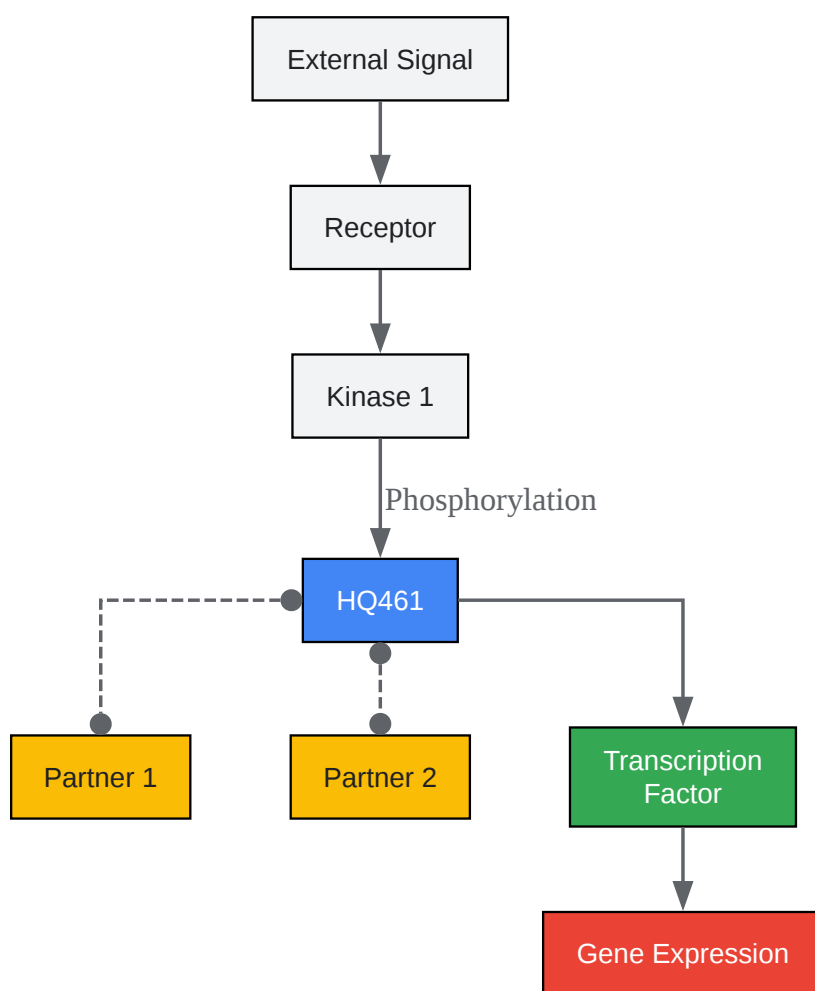 External Signal
Receptor
Kinase 1
Phosphorylation
HQ461
Partner 1
Partner 2
Transcription
Factor
Gene Expression